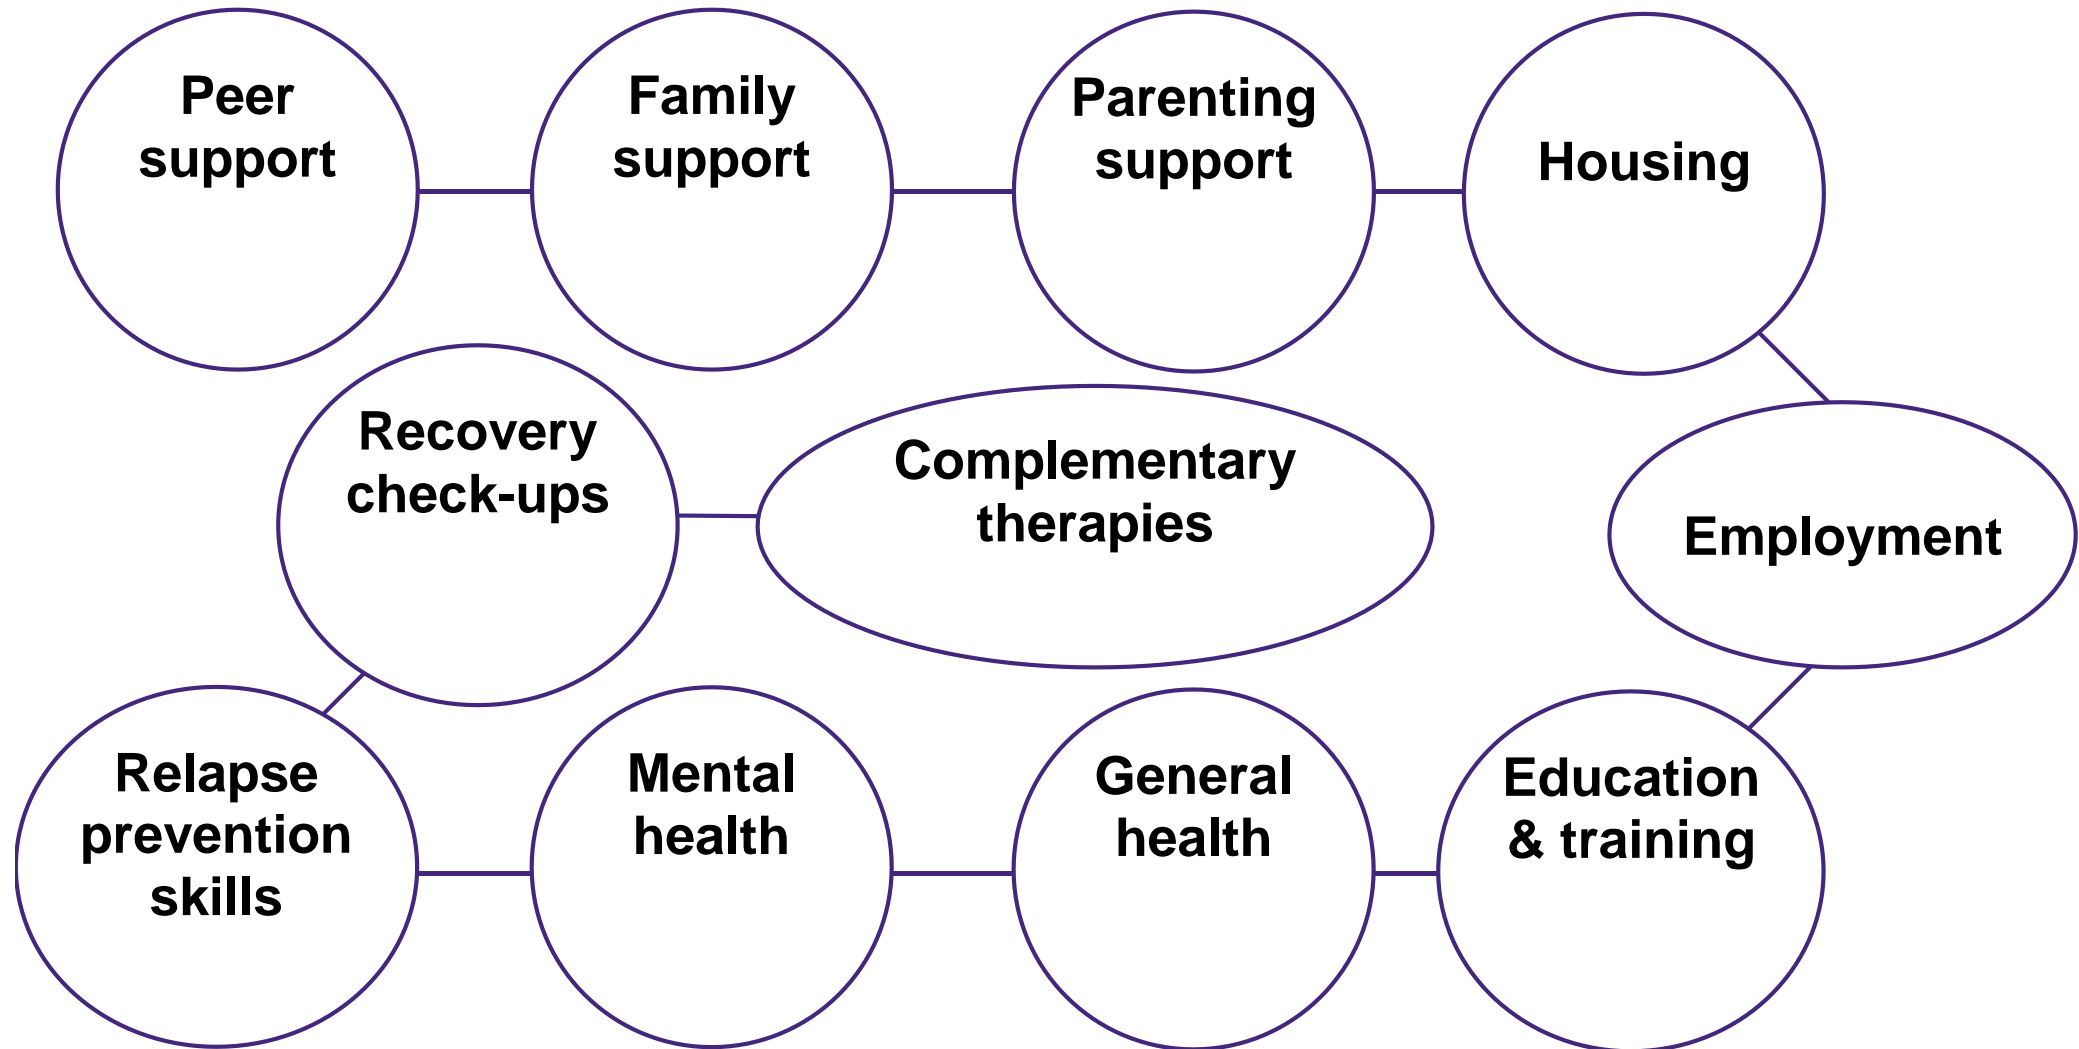 Peer
support
Family
support
Parenting
support
Housing
Recovery
check-ups
Complementary
therapies
Employment
Relapse
prevention
skills
Mental
health
General
health
Education
& training